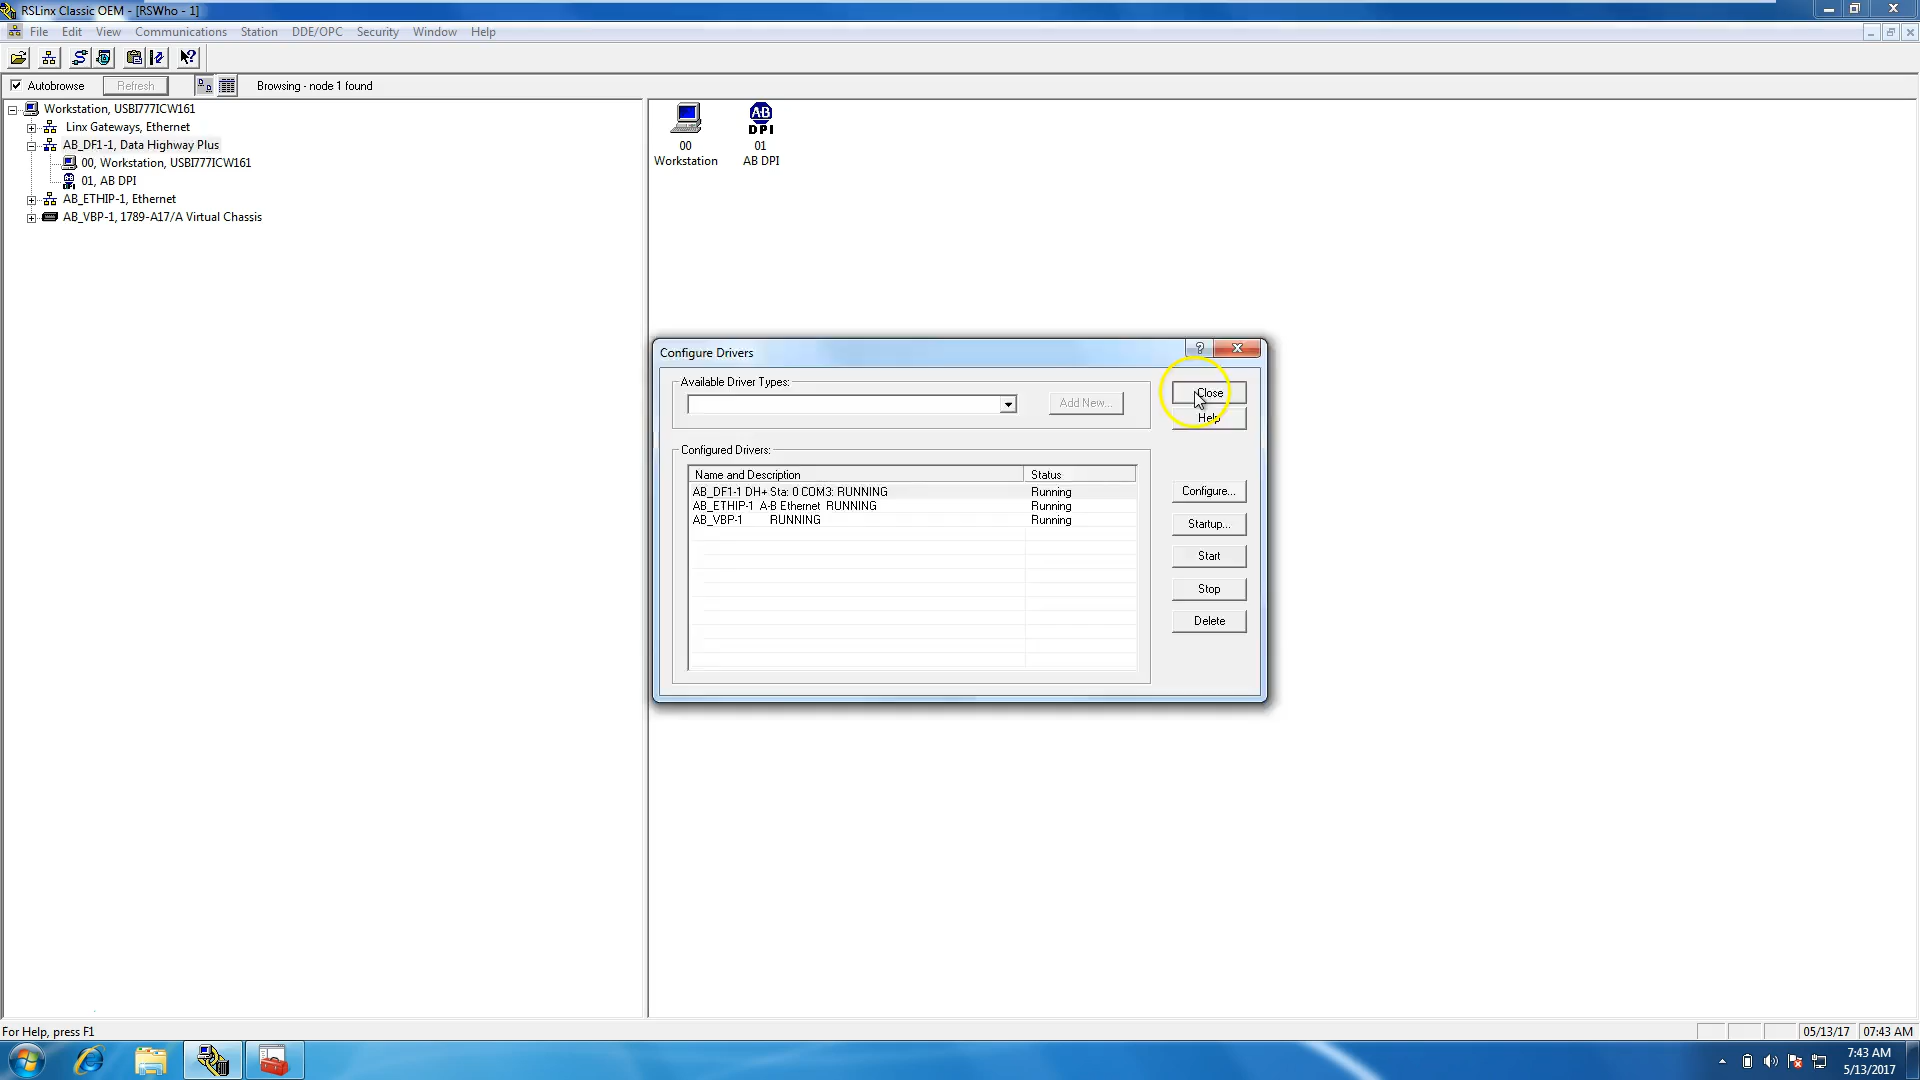 RSLinx Classic OEM - [RSWho - 1]
File Edit View Communications Station DDE/OPC Security Window Help
Autobrowse Refresh Browsing - node 1 found
Workstation, USBI777ICW161
Linx Gateways, Ethernet
AB_DF1-1, Data Highway Plus
00, Workstation, USBI777ICW161
01, AB DPI
AB_ETHIP-1, Ethernet
AB_VBP-1, 1789-A17/A Virtual Chassis
AB
DPI
00 01
Workstation AB DPI
Configure Drivers
Available Driver Types:
Add New...
Close
Help
Configured Drivers:
Name and Description Status
AB_DF1-1 DH+ Sta: 0 COM3: RUNNING Running
AB_ETHIP-1 A-B Ethernet RUNNING Running
AB_VBP-1 RUNNING Running
Configure...
Startup...
Start
Stop
Delete
For Help, press F1
05/13/17 07:43 AM
7:43 AM
5/13/2017